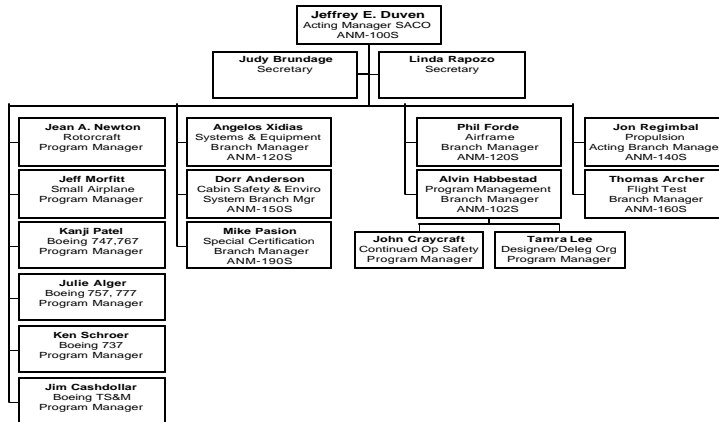 Jeffrey E. Duven
Acting Manager SACO
ANM-100S
Judy Brundage
Secretary
Linda Rapozo
Secretary
Jean A. Newton
Rotorcraft
Program Manager
Jeff Morfitt
Small Airplane
Program Manager
Kanji Patel
Boeing 747,767
Program Manager
Julie Alger
Boeing 757, 777
Program Manager
Ken Schroer
Boeing 737
Program Manager
Jim Cashdollar
Boeing TS&M
Program Manager
Angelos Xidias
Systems & Equipment
Branch Manager
ANM-120S
Dorr Anderson
Cabin Safety & Enviro
System Branch Mgr
ANM-150S
Mike Pasion
Special Certification
Branch Manager
ANM-190S
Phil Forde
Airframe
Branch Manager
ANM-120S
Alvin Habbestad
Program Management
Branch Manager
ANM-102S
John Craycraft
Continued Op Safety
Program Manager
Tamra Lee
Designee/Deleg Org
Program Manager
Jon Regimbal
Propulsion
Acting Branch Manage
ANM-140S
Thomas Archer
Flight Test
Branch Manager
ANM-160S